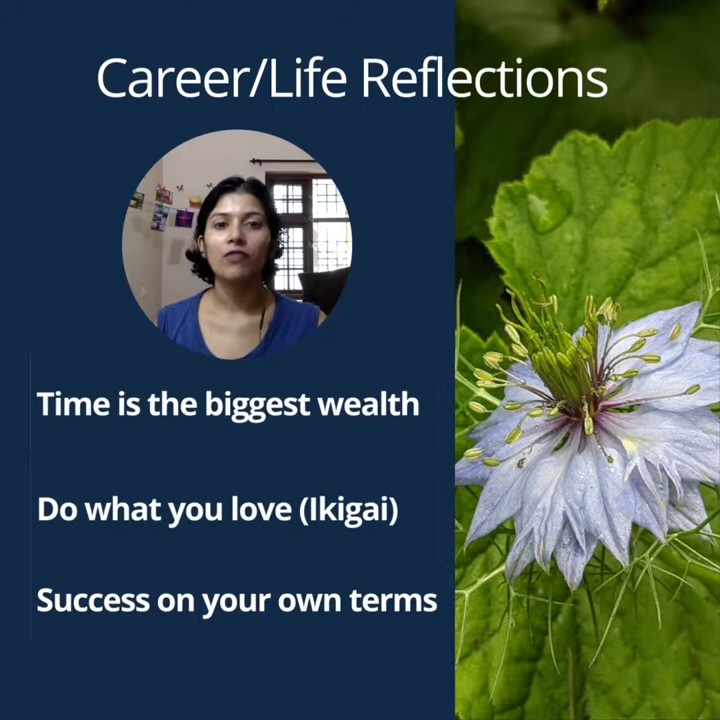 Career/Life Reflections
Time is the biggest wealth
Do what you love (Ikigai)
Success on your own terms